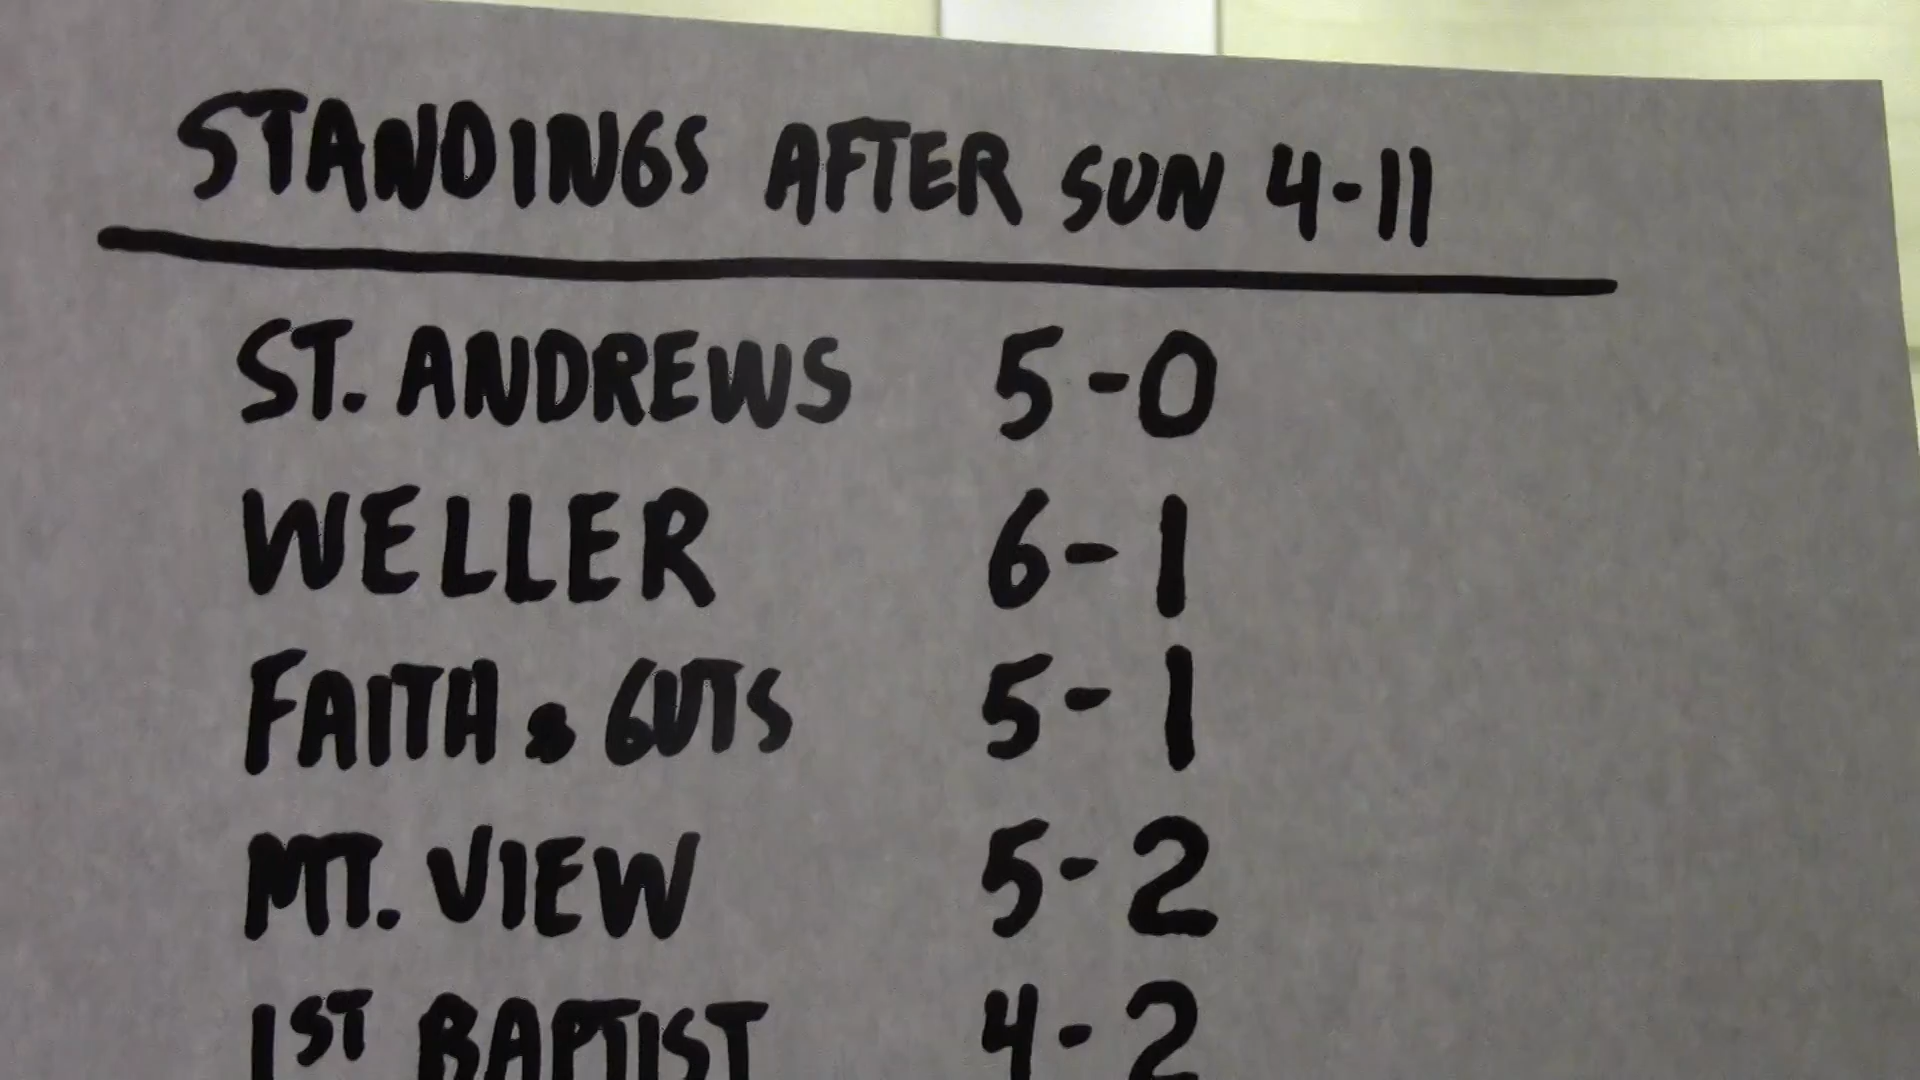 STANDINGS AFTER SUN 4-11
ST. ANDREWS 5-0
WELLER 6-1
FAITH & GUTS 5-1
MT. VIEW 5-2
1ST BAPTIST 4-2